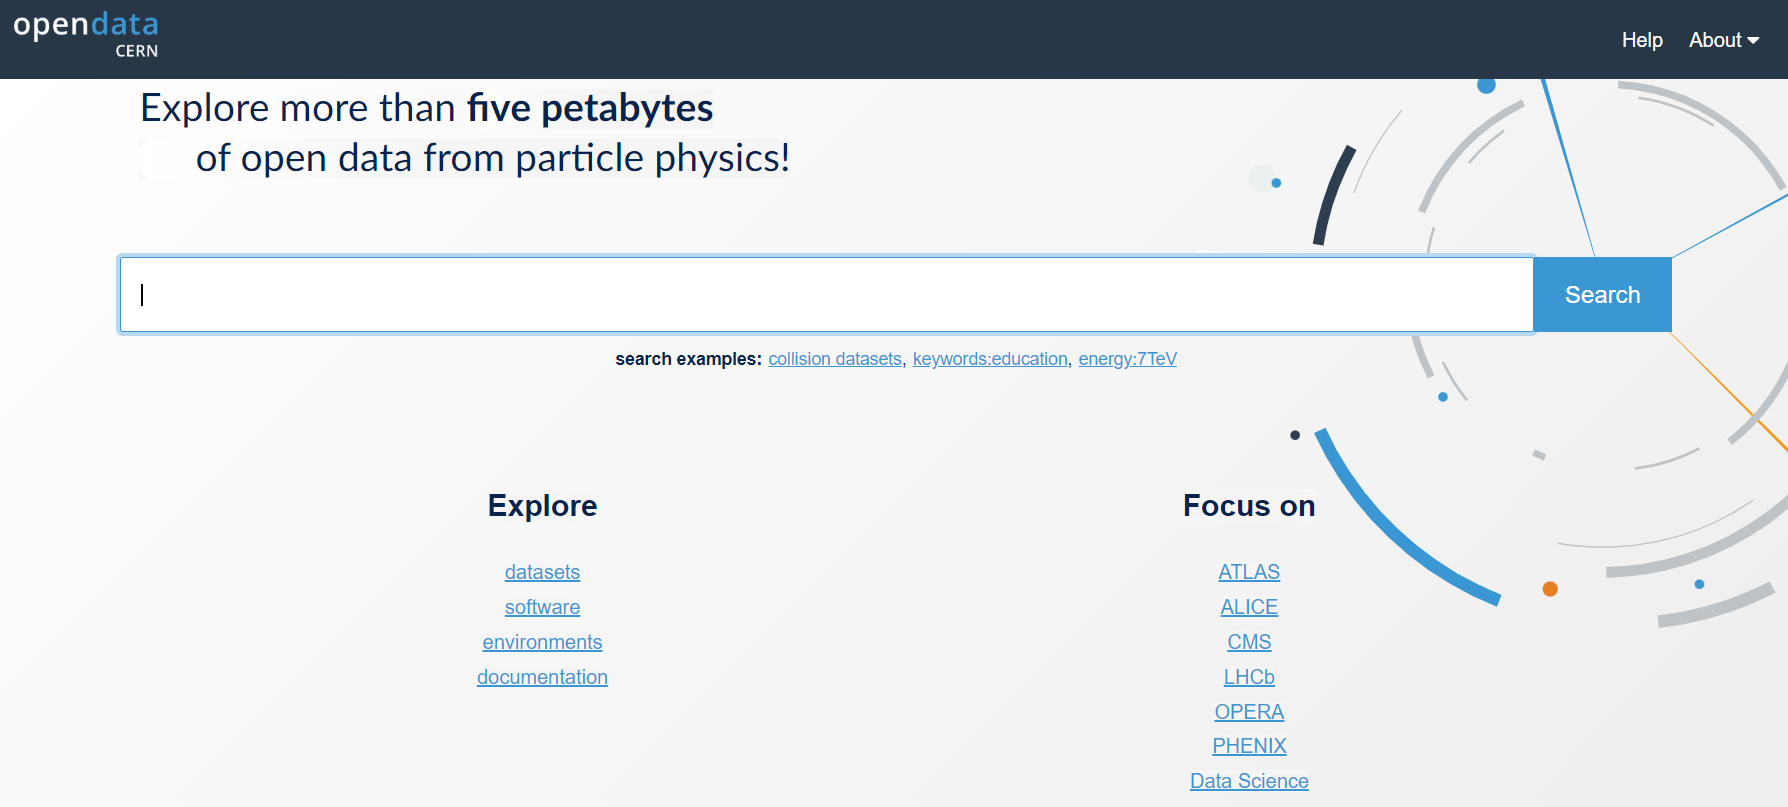 opendata
CERN
Help About
Explore more than five petabytes
of open data from particle physics!
Search
search examples: collision datasets, keywords:education, energy:7TeV
Explore
datasets
software
environments
documentation
Focus on
ATLAS
ALICE
CMS
LHCb
OPERA
PHENIX
Data Science